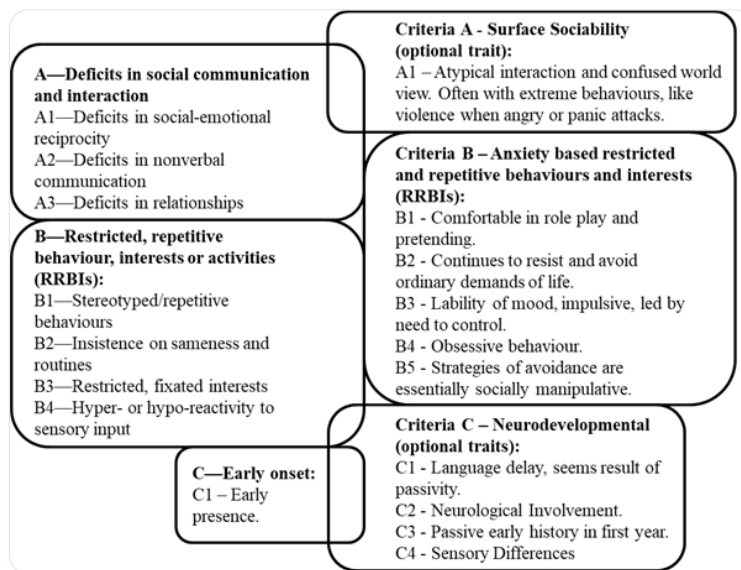 A—Deficits in social communication
and interaction
A1—Deficits in social-emotional
reciprocity
A2—Deficits in nonverbal
communication
A3—Deficits in relationships
B—Restricted, repetitive
behaviour, interests or activities
(RRBIs):
B1—Stereotyped/repetitive
behaviours
B2—Insistence on sameness and
routines
B3—Restricted, fixated interests
B4—Hyper- or hypo-reactivity to
sensory input
C—Early onset:
C1 – Early
presence.
Criteria A - Surface Sociability
(optional trait):
A1 – Atypical interaction and confused world
view. Often with extreme behaviours, like
violence when angry or panic attacks.
Criteria B – Anxiety based restricted
and repetitive behaviours and interests
(RRBIs):
B1 - Comfortable in role play and
pretending.
B2 - Continues to resist and avoid
ordinary demands of life.
B3 - Lability of mood, impulsive, led by
need to control.
B4 - Obsessive behaviour.
B5 - Strategies of avoidance are
essentially socially manipulative.
Criteria C – Neurodevelopmental
(optional traits):
C1 - Language delay, seems result of
passivity.
C2 - Neurological Involvement.
C3 - Passive early history in first year.
C4 - Sensory Differences